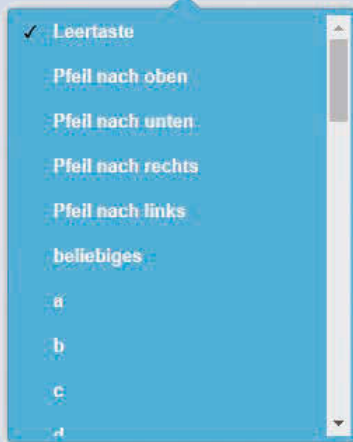 Leertaste
Pfeil nach oben
Pfeil nach unten
Pfeil nach rechts
Pfeil nach links
beliebiges
a
b
c
d